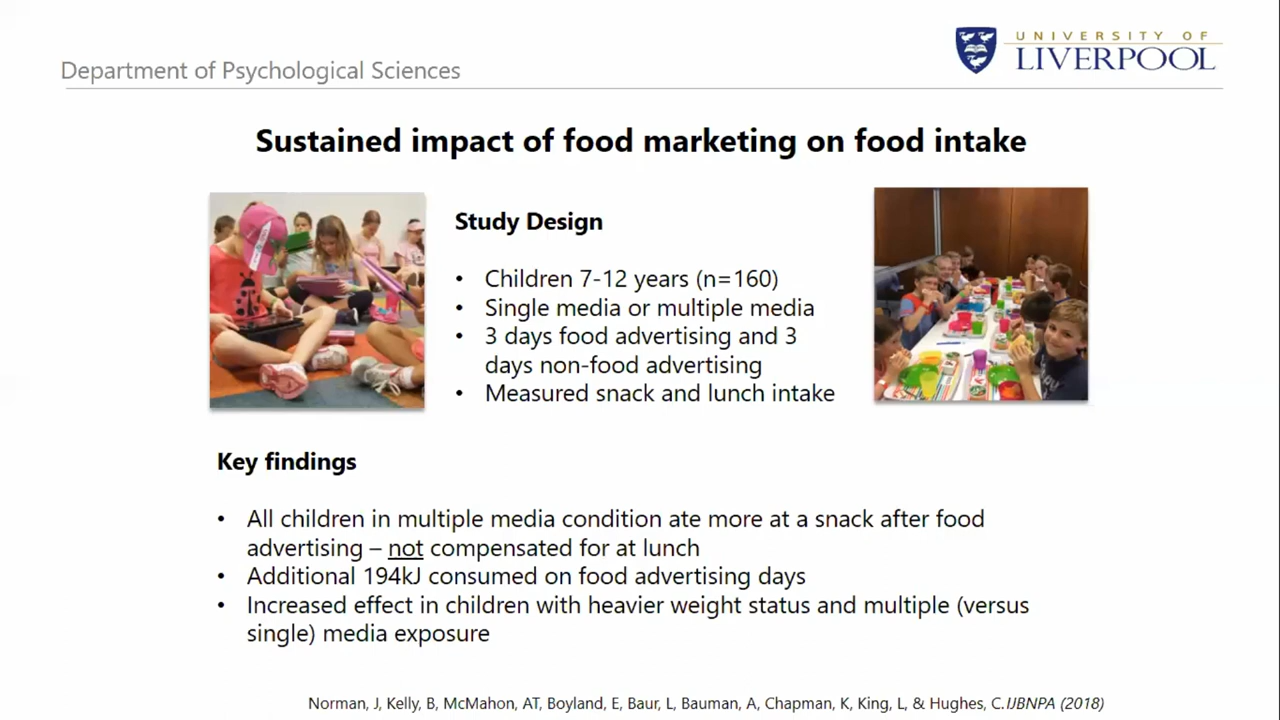 Department of Psychological Sciences
UNIVERSITY OF
LIVERPOOL
Sustained impact of food marketing on food intake
Study Design
• Children 7-12 years (n=160)
• Single media or multiple media
• 3 days food advertising and 3
days non-food advertising
• Measured snack and lunch intake
Key findings
• All children in multiple media condition ate more at a snack after food
advertising – not compensated for at lunch
• Additional 194kJ consumed on food advertising days
• Increased effect in children with heavier weight status and multiple (versus
single) media exposure
Norman, J, Kelly, B, McMahon, AT, Boyland, E, Baur, L, Bauman, A, Chapman, K, King, L, & Hughes, C.IJBNPA (2018)